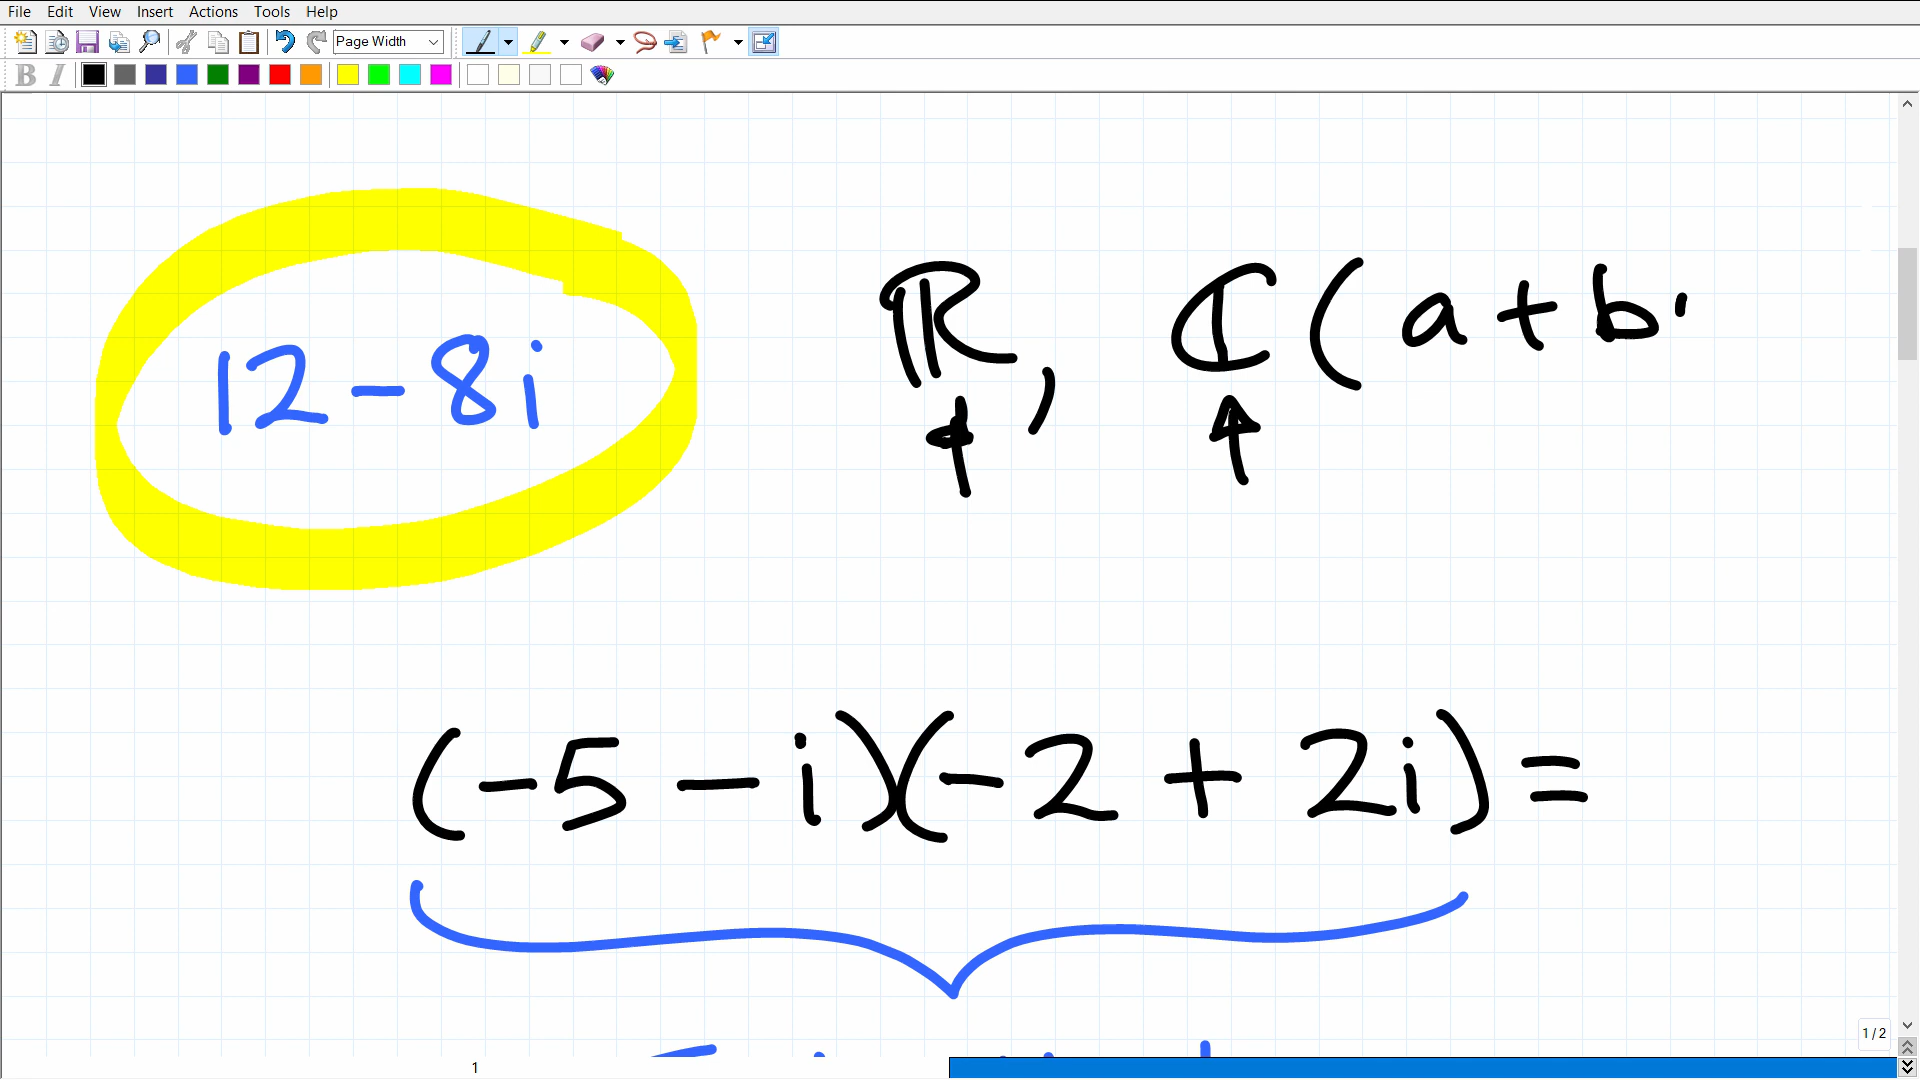 File Edit View Insert Actions Tools Help
Page Width
B I
12 - 8i
ℝ, ℂ (a + b
(-5 - i)(-2 + 2i) =
1 / 2
1